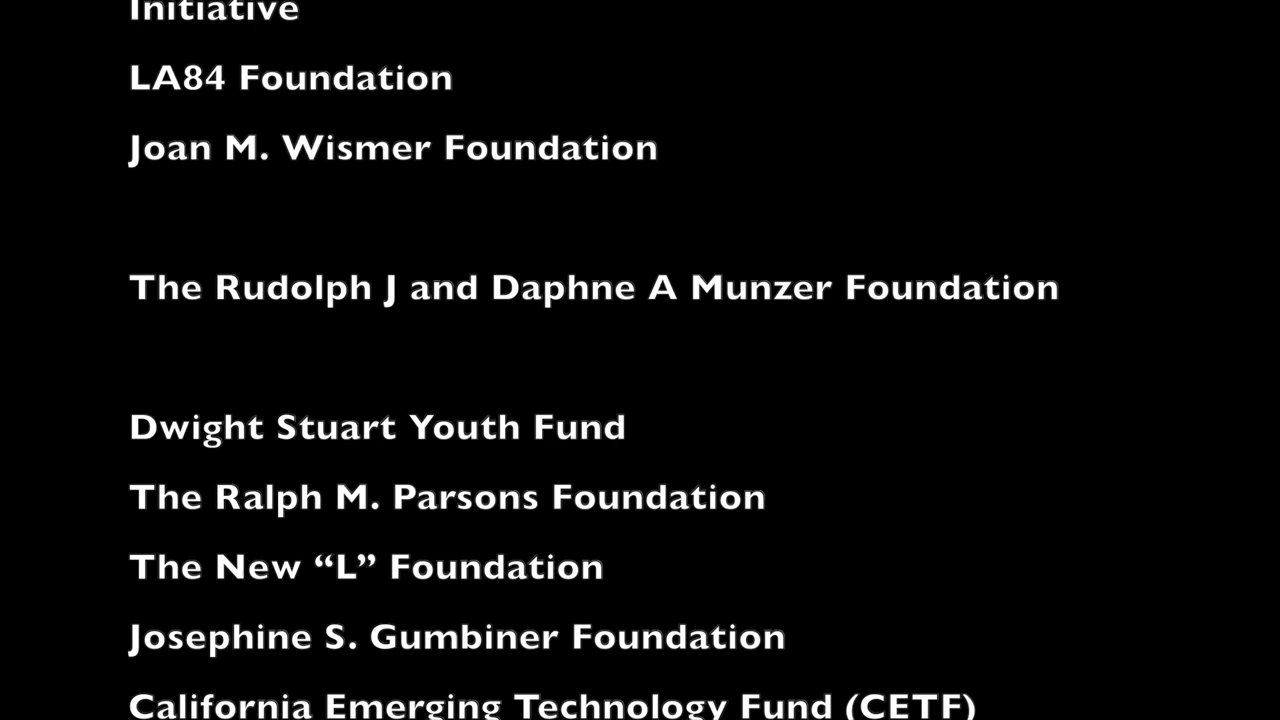 Initiative
LA84 Foundation
Joan M. Wismer Foundation
The Rudolph J and Daphne A Munzer Foundation
Dwight Stuart Youth Fund
The Ralph M. Parsons Foundation
The New “L” Foundation
Josephine S. Gumbiner Foundation
California Emerging Technology Fund (CETF)